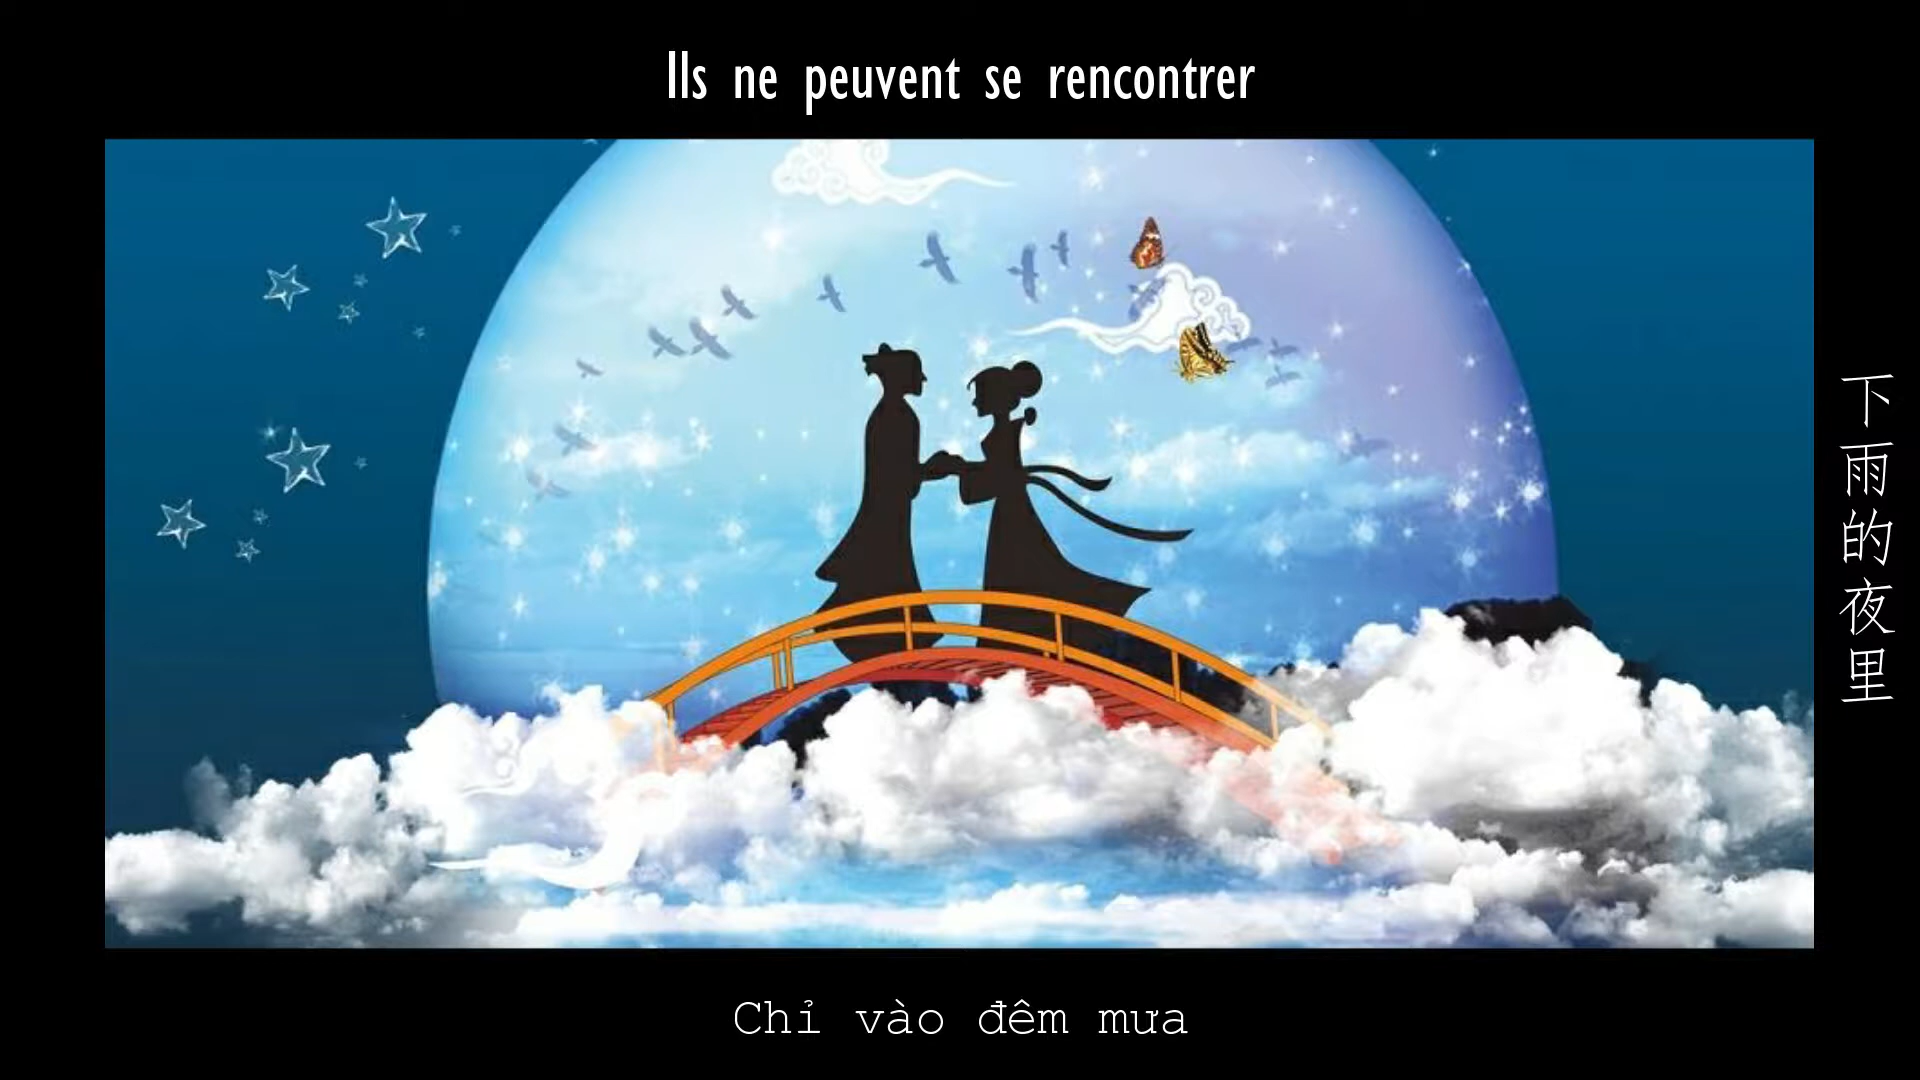 Ils ne peuvent se rencontrer
下雨的夜里
Chỉ vào đêm mưa